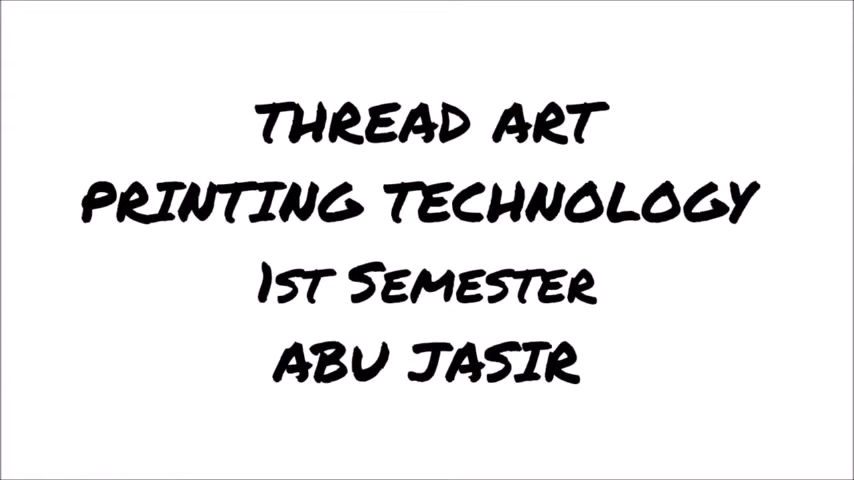 THREAD ART
PRINTING TECHNOLOGY
1ST SEMESTER
ABU JASIR